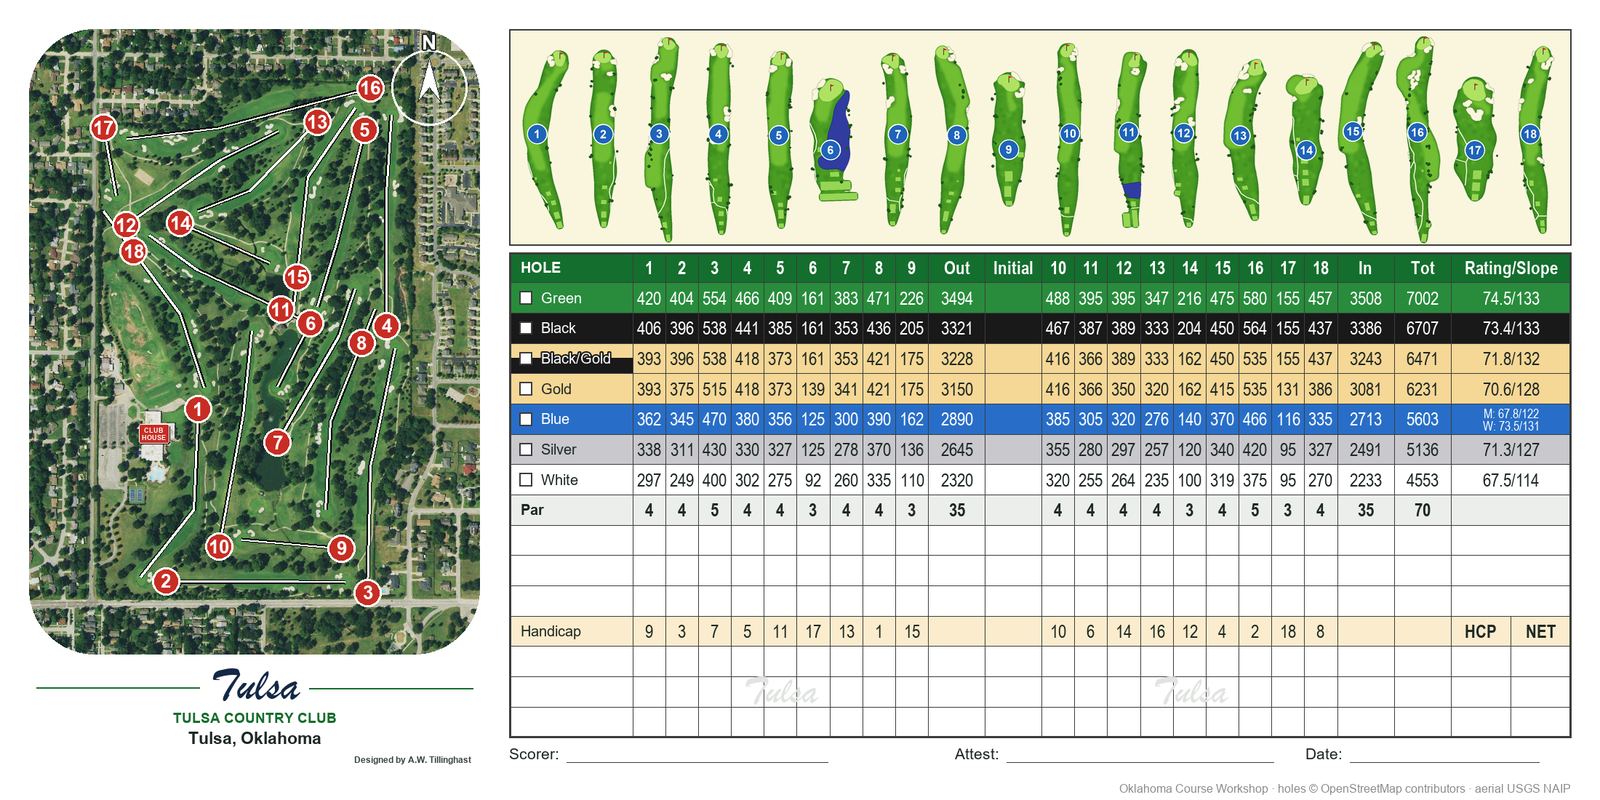 N
16
17
13
5
12
14
18
15
11
6
4
8
1
CLUB
HOUSE
7
10
9
2
3
Tulsa
TULSA COUNTRY CLUB
Tulsa, Oklahoma
Designed by A.W. Tillinghast
1 2 3 4 5 6 7 8 9 10 11 12 13 14 15 16 17 18
HOLE 1 2 3 4 5 6 7 8 9 Out Initial 10 11 12 13 14 15 16 17 18 In Tot Rating/Slope
Green 420 404 554 466 409 161 383 471 226 3494 488 395 395 347 216 475 580 155 457 3508 7002 74.5/133
Black 406 396 538 441 385 161 353 436 205 3321 467 387 389 333 204 450 564 155 437 3386 6707 73.4/133
Black/Gold 393 396 538 418 373 161 353 421 175 3228 416 366 389 333 162 450 535 155 437 3243 6471 71.8/132
Gold 393 375 515 418 373 139 341 421 175 3150 416 366 350 320 162 415 535 131 386 3081 6231 70.6/128
Blue 362 345 470 380 356 125 300 390 162 2890 385 305 320 276 140 370 466 116 335 2713 5603 M: 67.8/122
W: 73.5/131
Silver 338 311 430 330 327 125 278 370 136 2645 355 280 297 257 120 340 420 95 327 2491 5136 71.3/127
White 297 249 400 302 275 92 260 335 110 2320 320 255 264 235 100 319 375 95 270 2233 4553 67.5/114
Par 4 4 5 4 4 3 4 4 3 35 4 4 4 4 3 4 5 3 4 35 70
Handicap 9 3 7 5 11 17 13 1 15 10 6 14 16 12 4 2 18 8 HCP NET
Tulsa Tulsa
Scorer: Attest: Date:
Oklahoma Course Workshop · holes © OpenStreetMap contributors · aerial USGS NAIP